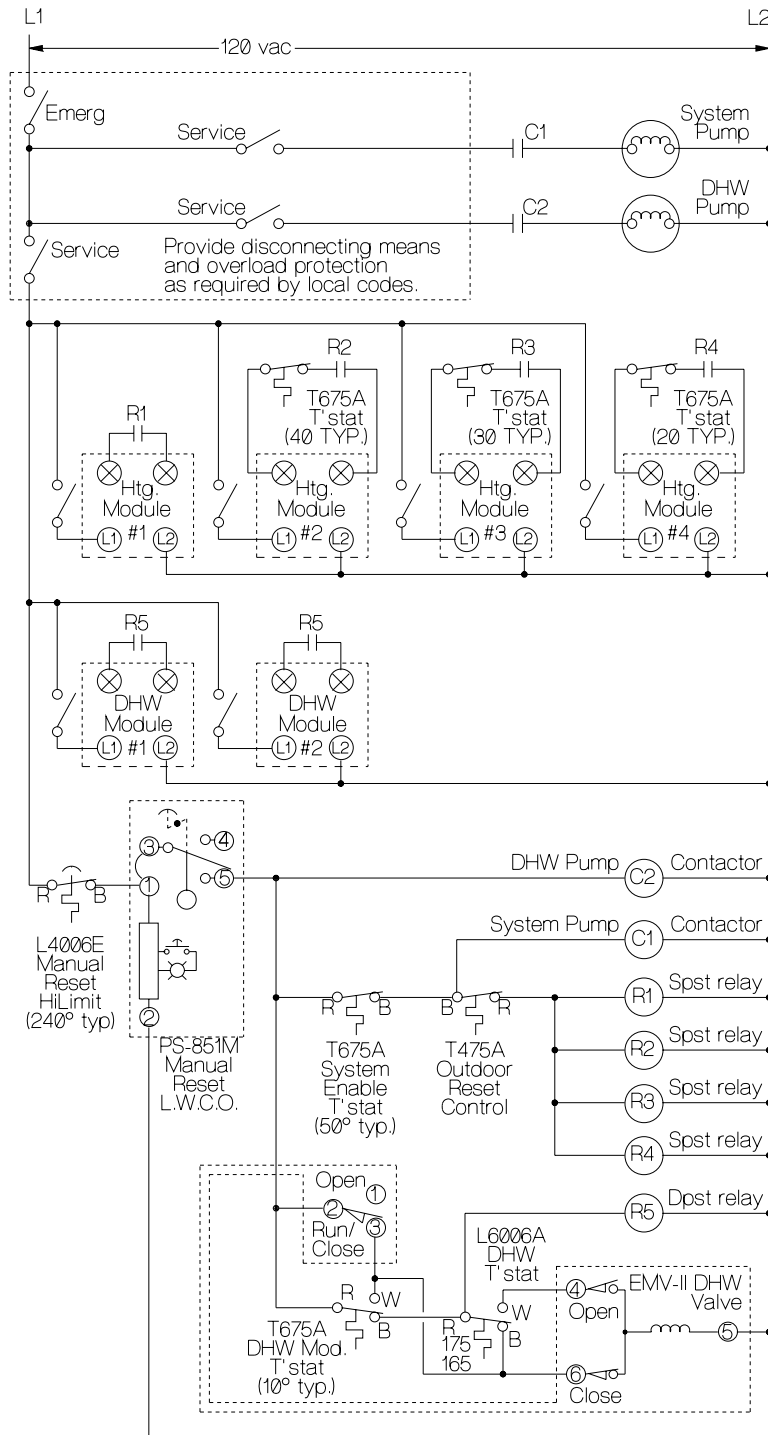 L1
L2
120 vac
Emerg
Service
C1
System
Pump
Service
C2
DHW
Pump
Service
Provide disconnecting means
and overload protection
as required by local codes.
R1
R2
T675A
T'stat
(40 TYP.)
R3
T675A
T'stat
(30 TYP.)
R4
T675A
T'stat
(20 TYP.)
Htg.
Module
#1
L1
L2
Htg.
Module
#2
L1
L2
Htg.
Module
#3
L1
L2
Htg.
Module
#4
L1
L2
R5
R5
DHW
Module
L1 #1 L2
DHW
Module
L1 #2 L2
3
4
1
5
2
R
B
L4006E
Manual
Reset
HiLimit
(240° typ)
PS-851M
Manual
Reset
L.W.C.O.
DHW Pump
C2
Contactor
System Pump
C1
Contactor
R
B
T675A
System
Enable
T'stat
(50° typ.)
B
R
T475A
Outdoor
Reset
Control
R1
Spst relay
R2
Spst relay
R3
Spst relay
R4
Spst relay
R5
Dpst relay
Open
1
2
Run/
Close
3
R
W
B
T675A
DHW Mod.
T'stat
(10° typ.)
L6006A
DHW
T'stat
R
175
165
W
B
EMV-II DHW
Valve
4
Open
5
6
Close